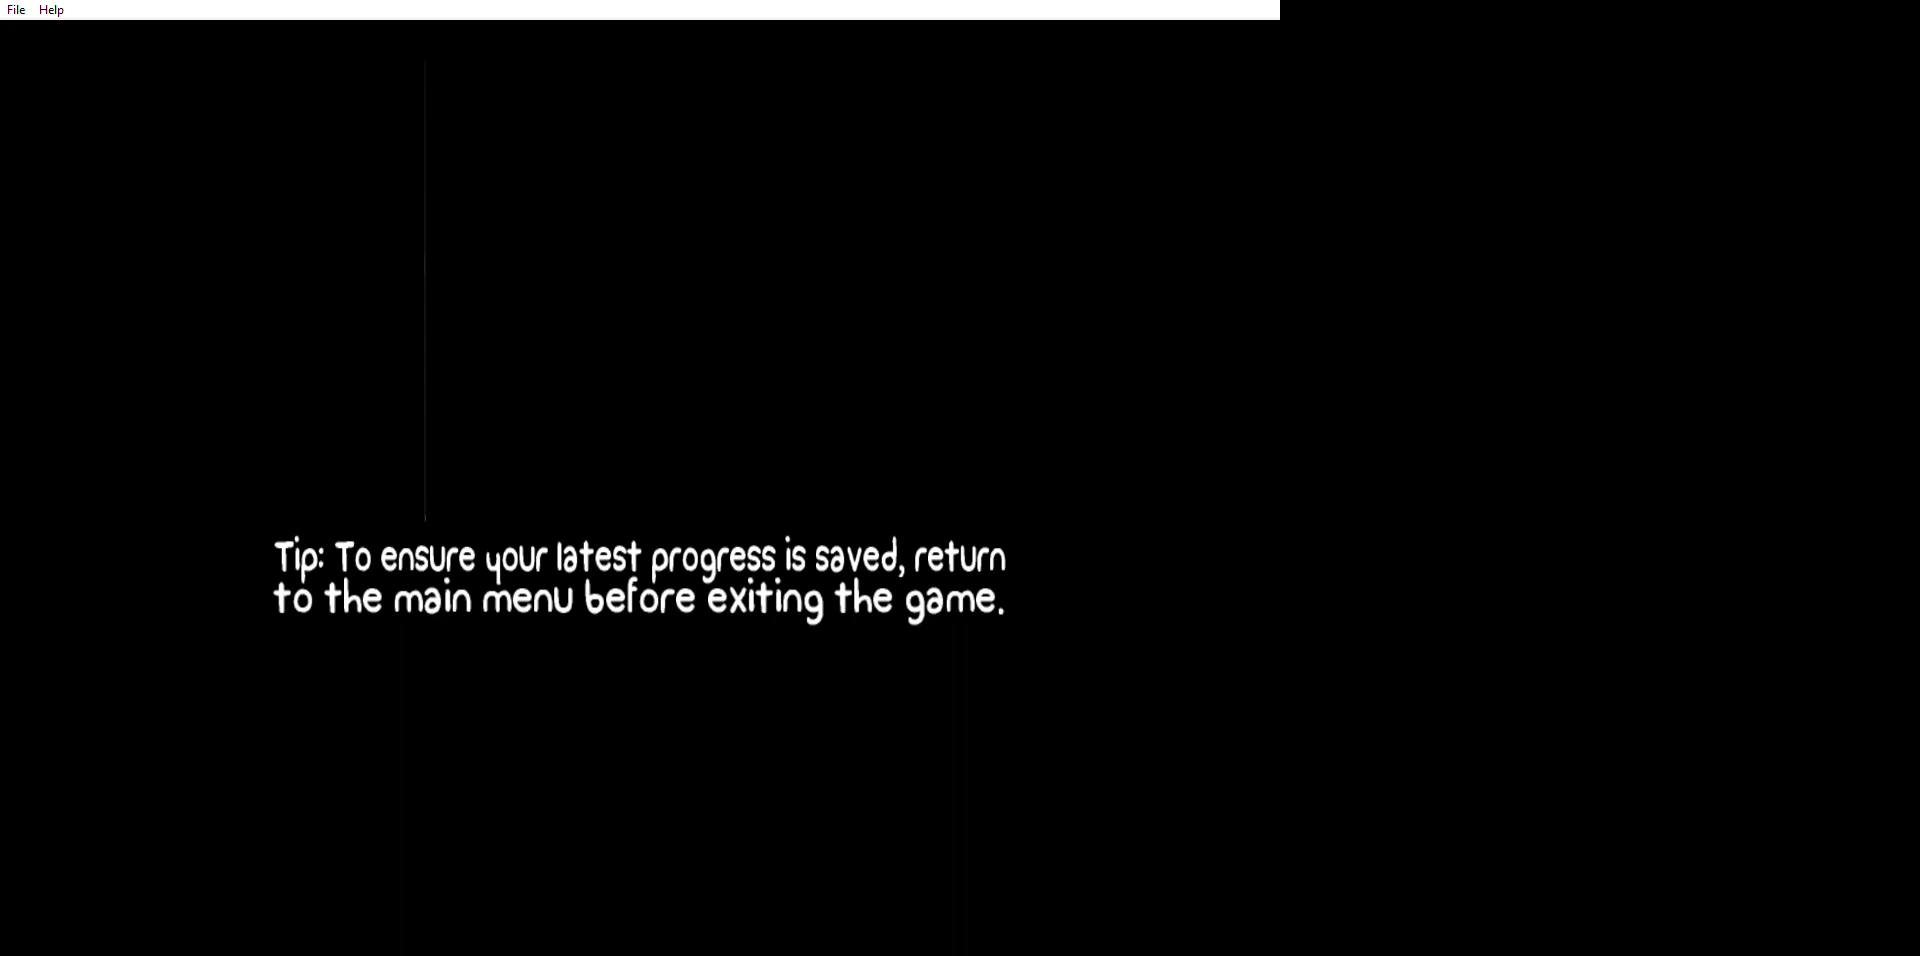 File Help
Tip: To ensure your latest progress is saved, return
to the main menu before exiting the game.